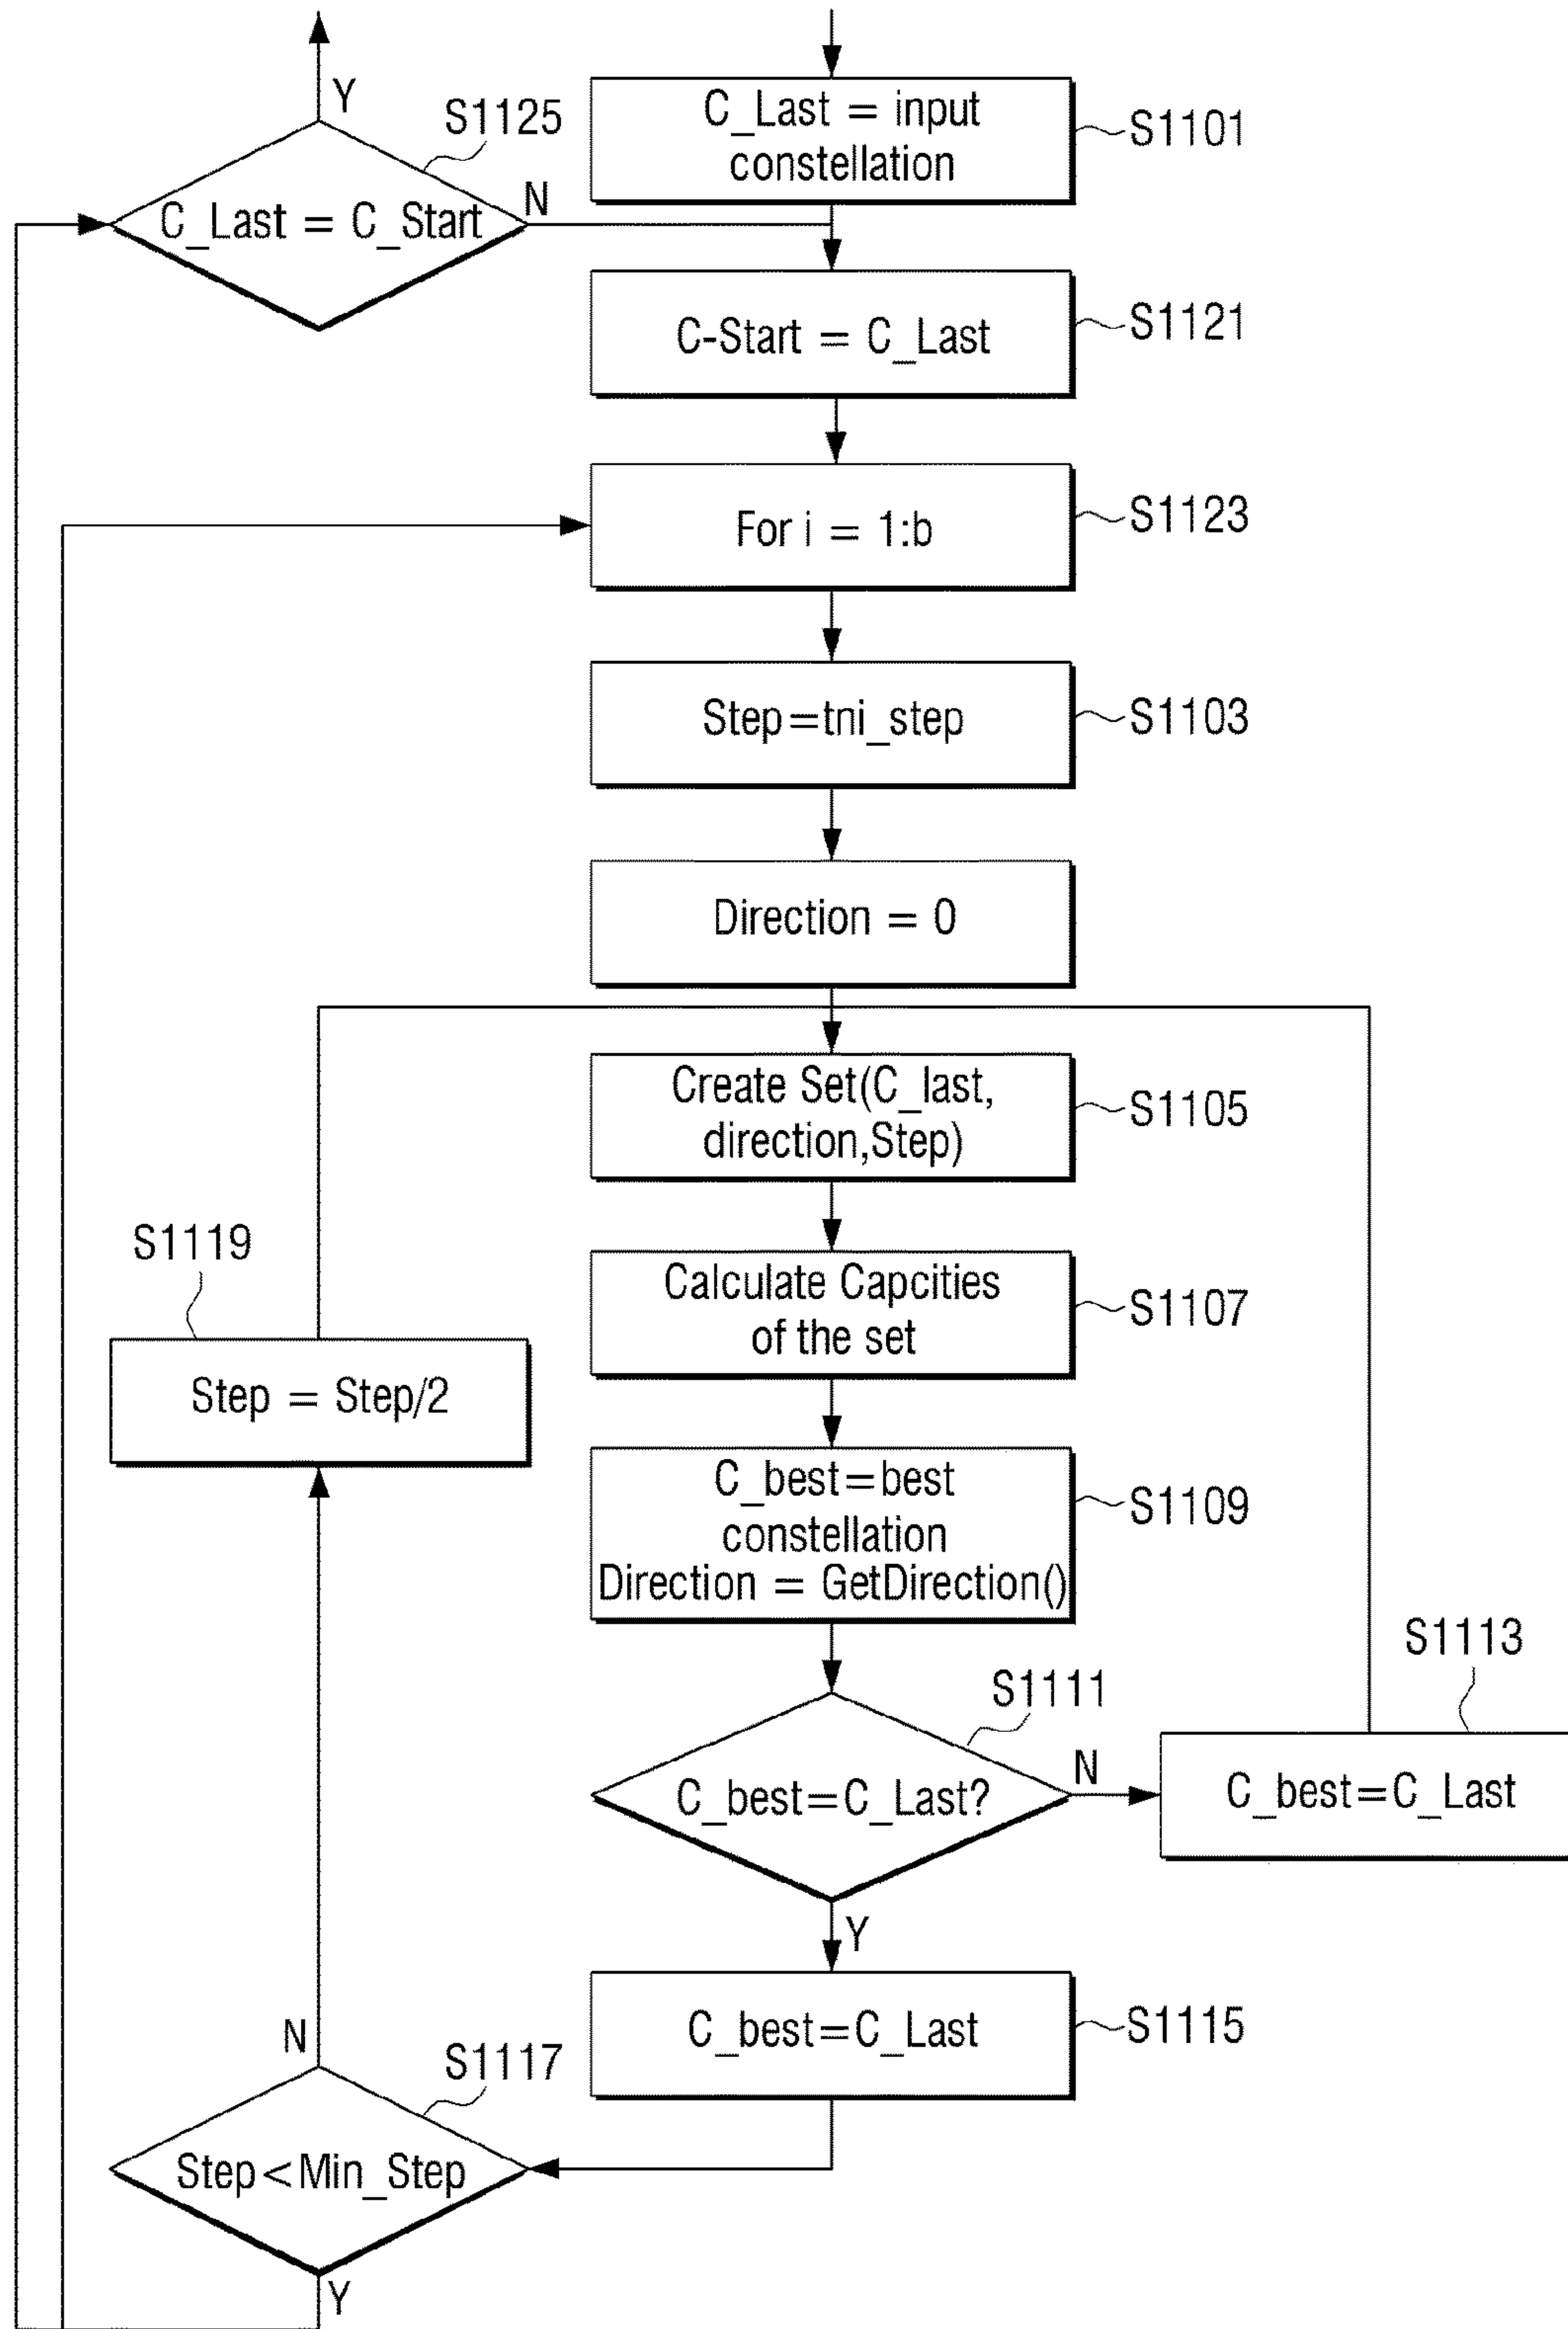 Y
S1125
C_Last = C_Start
N
C_Last = input
constellation
S1101
C-Start = C_Last
S1121
For i = 1:b
S1123
Step=tni_step
S1103
Direction = 0
Create Set(C_last,
direction,Step)
S1105
Calculate Capcities
of the set
S1107
S1119
Step = Step/2
C_best=best
constellation
Direction = GetDirection()
S1109
S1111
C_best=C_Last?
N
S1113
C_best=C_Last
Y
C_best=C_Last
S1115
N
S1117
Step<Min_Step
Y